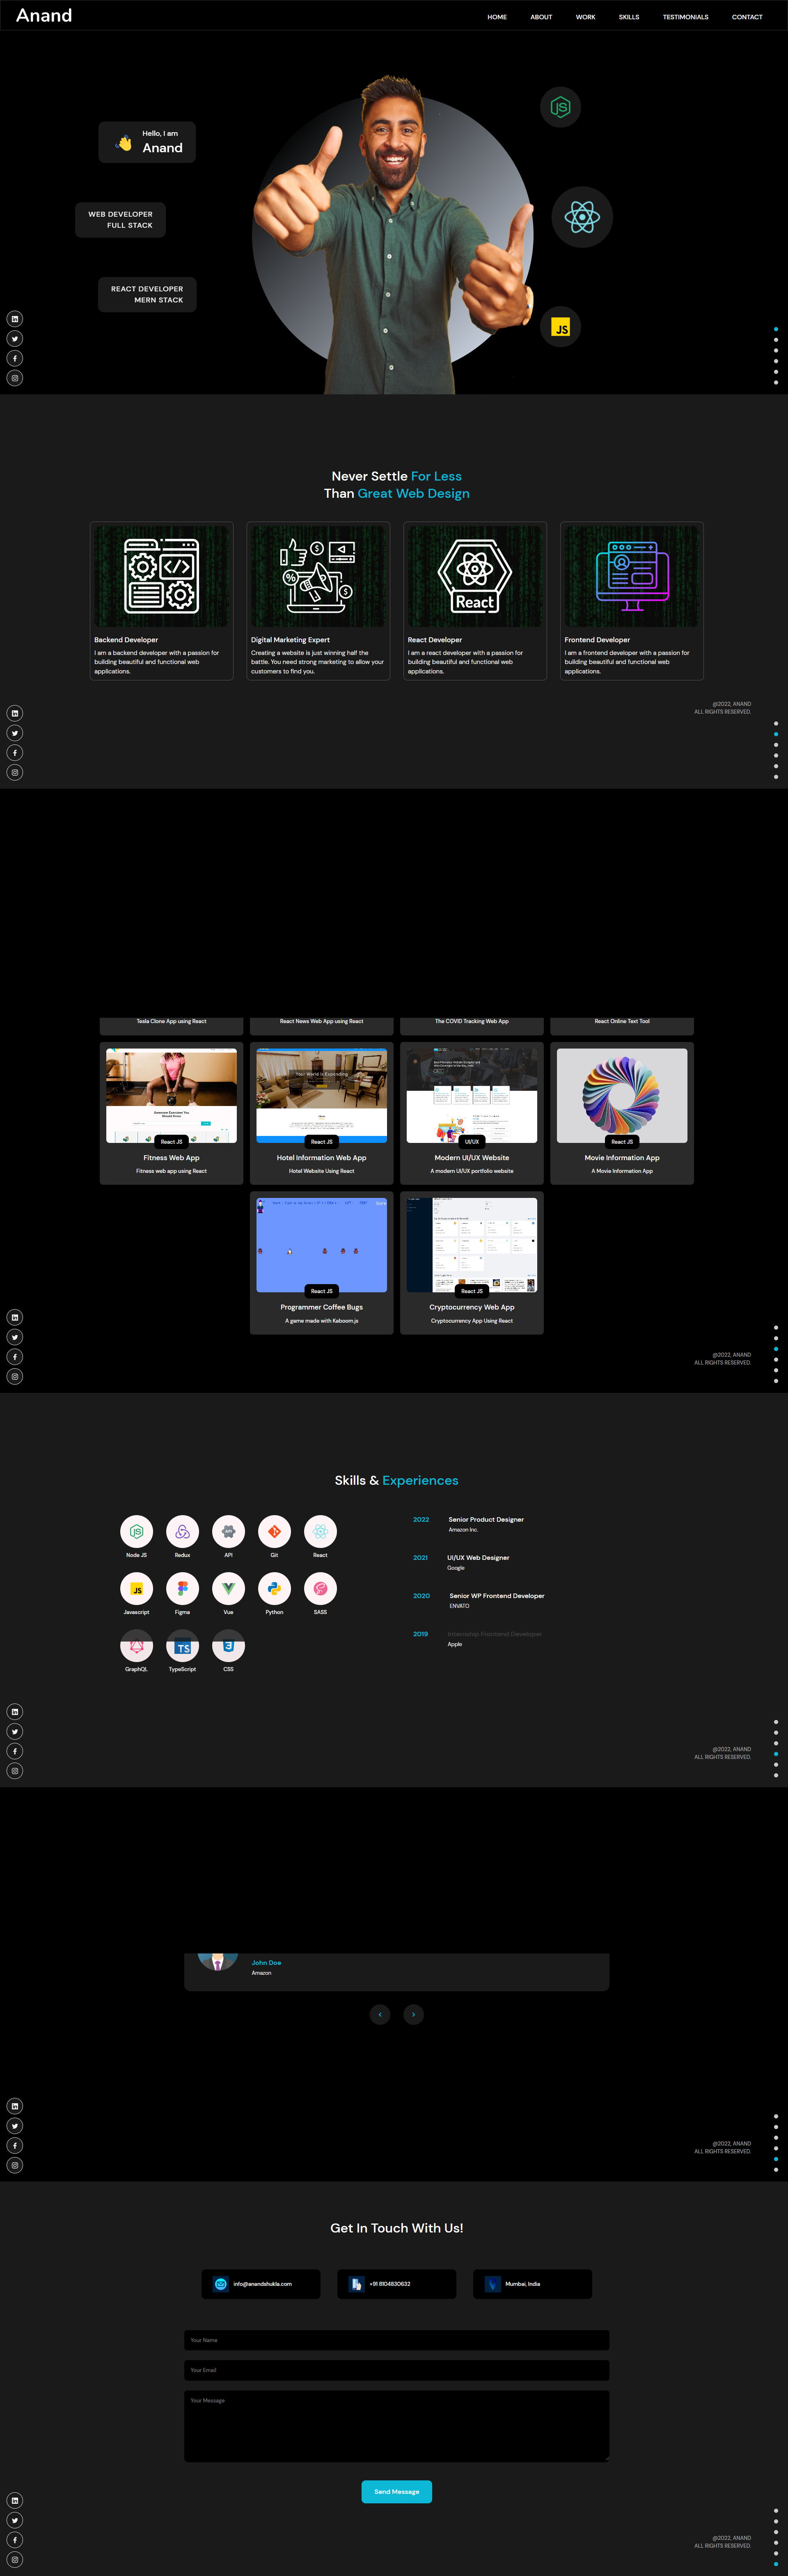 Anand
HOME ABOUT WORK SKILLS TESTIMONIALS CONTACT
Hello, I am
Anand
WEB DEVELOPER
FULL STACK
REACT DEVELOPER
MERN STACK
JS
JS
Never Settle For Less
Than Great Web Design
React
Backend Developer
I am a backend developer with a passion for
building beautiful and functional web
applications.
Digital Marketing Expert
Creating a website is just winning half the
battle. You need strong marketing to allow your
customers to find you.
React Developer
I am a react developer with a passion for
building beautiful and functional web
applications.
Frontend Developer
I am a frontend developer with a passion for
building beautiful and functional web
applications.
@2022, ANAND
ALL RIGHTS RESERVED.
Tesla Clone App using React
React News Web App using React
The COVID Tracking Web App
React Online Text Tool
React JS
Fitness Web App
Fitness web app using React
Your World Is Expanding
React JS
Hotel Information Web App
Hotel Website Using React
UI/UX
Modern UI/UX Website
A modern UI/UX portfolio website
React JS
Movie Information App
A Movie Information App
React JS
Programmer Coffee Bugs
A game made with Kaboom.js
React JS
Cryptocurrency Web App
Cryptocurrency App Using React
@2022, ANAND
ALL RIGHTS RESERVED.
Skills & Experiences
Node JS
Redux
API
Git
React
Javascript
Figma
Vue
Python
SASS
GraphQL
TypeScript
CSS
2022 Senior Product Designer
Amazon Inc.
2021 UI/UX Web Designer
Google
2020 Senior WP Frontend Developer
ENVATO
2019 Internship Frontend Developer
Apple
@2022, ANAND
ALL RIGHTS RESERVED.
John Doe
Amazon
@2022, ANAND
ALL RIGHTS RESERVED.
Get In Touch With Us!
info@anandshukla.com
+91 8104830632
Mumbai, India
Your Name
Your Email
Your Message
Send Message
@2022, ANAND
ALL RIGHTS RESERVED.